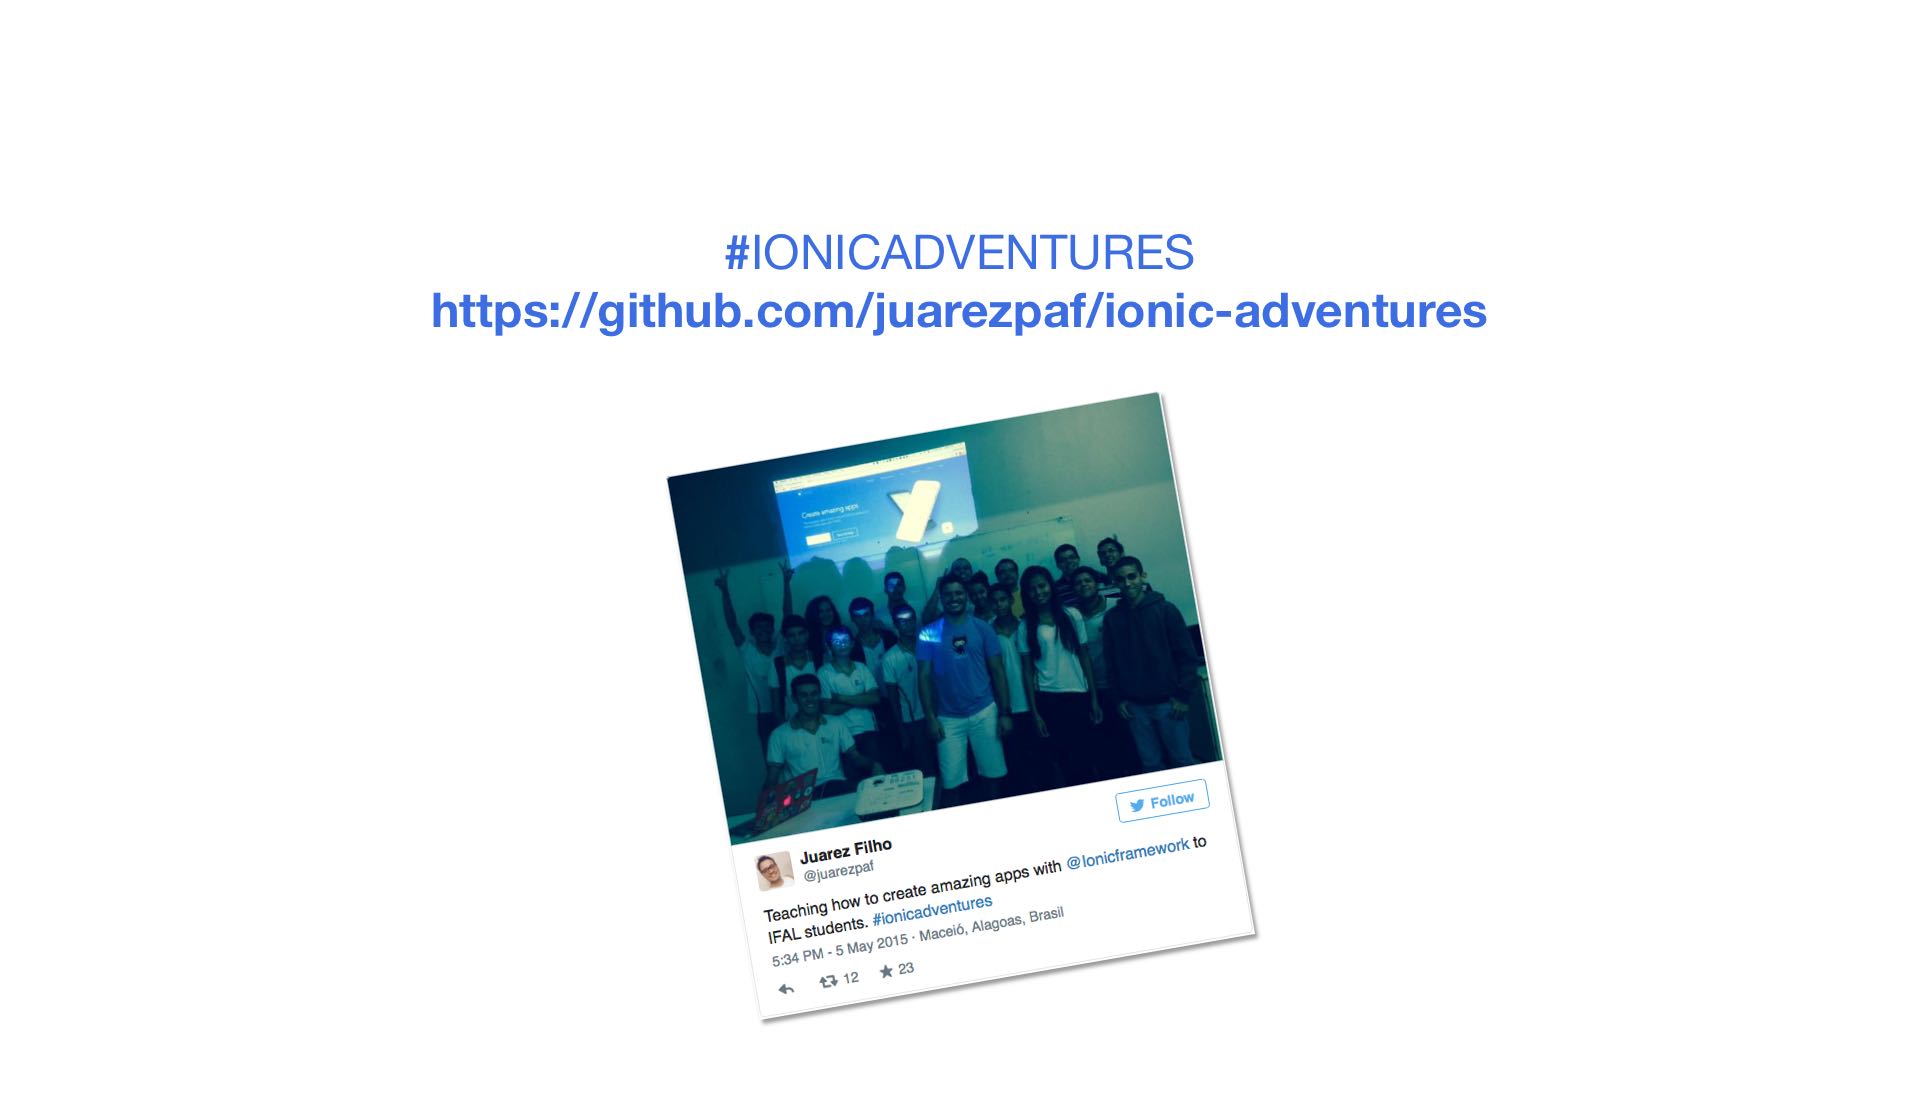 #IONICADVENTURES
https://github.com/juarezpaf/ionic-adventures
Create amazing apps
Follow
Juarez Filho
@juarezpaf
Teaching how to create amazing apps with @Ionicframework to
IFAL students. #ionicadventures
5:34 PM - 5 May 2015 · Maceió, Alagoas, Brasil
12 23